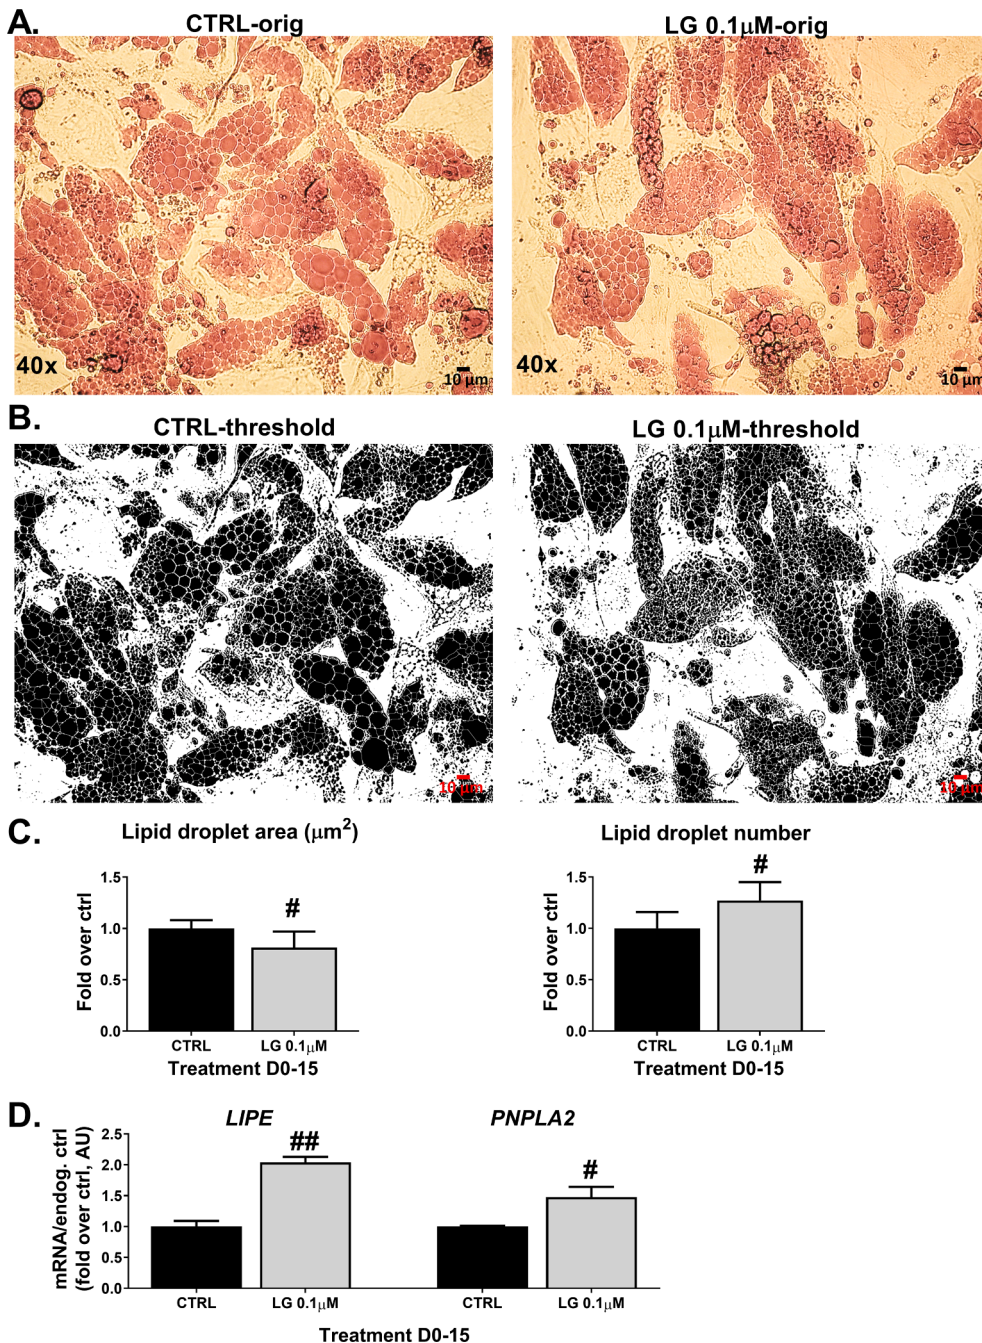 A.
CTRL-orig
LG 0.1μM-orig
40x
10 μm
40x
10 μm
B.
CTRL-threshold
LG 0.1μM-threshold
10 μm
10 μm
C.
Lipid droplet area (μm²)
Fold over ctrl
1.5
1.0
0.5
0.0
#
CTRL
LG 0.1μM
Treatment D0-15
Lipid droplet number
Fold over ctrl
1.5
1.0
0.5
0.0
#
CTRL
LG 0.1μM
Treatment D0-15
D.
mRNA/endog. ctrl
(fold over ctrl, AU)
2.5
2.0
1.5
1.0
0.5
0.0
LIPE
##
PNPLA2
#
CTRL
LG 0.1μM
CTRL
LG 0.1μM
Treatment D0-15